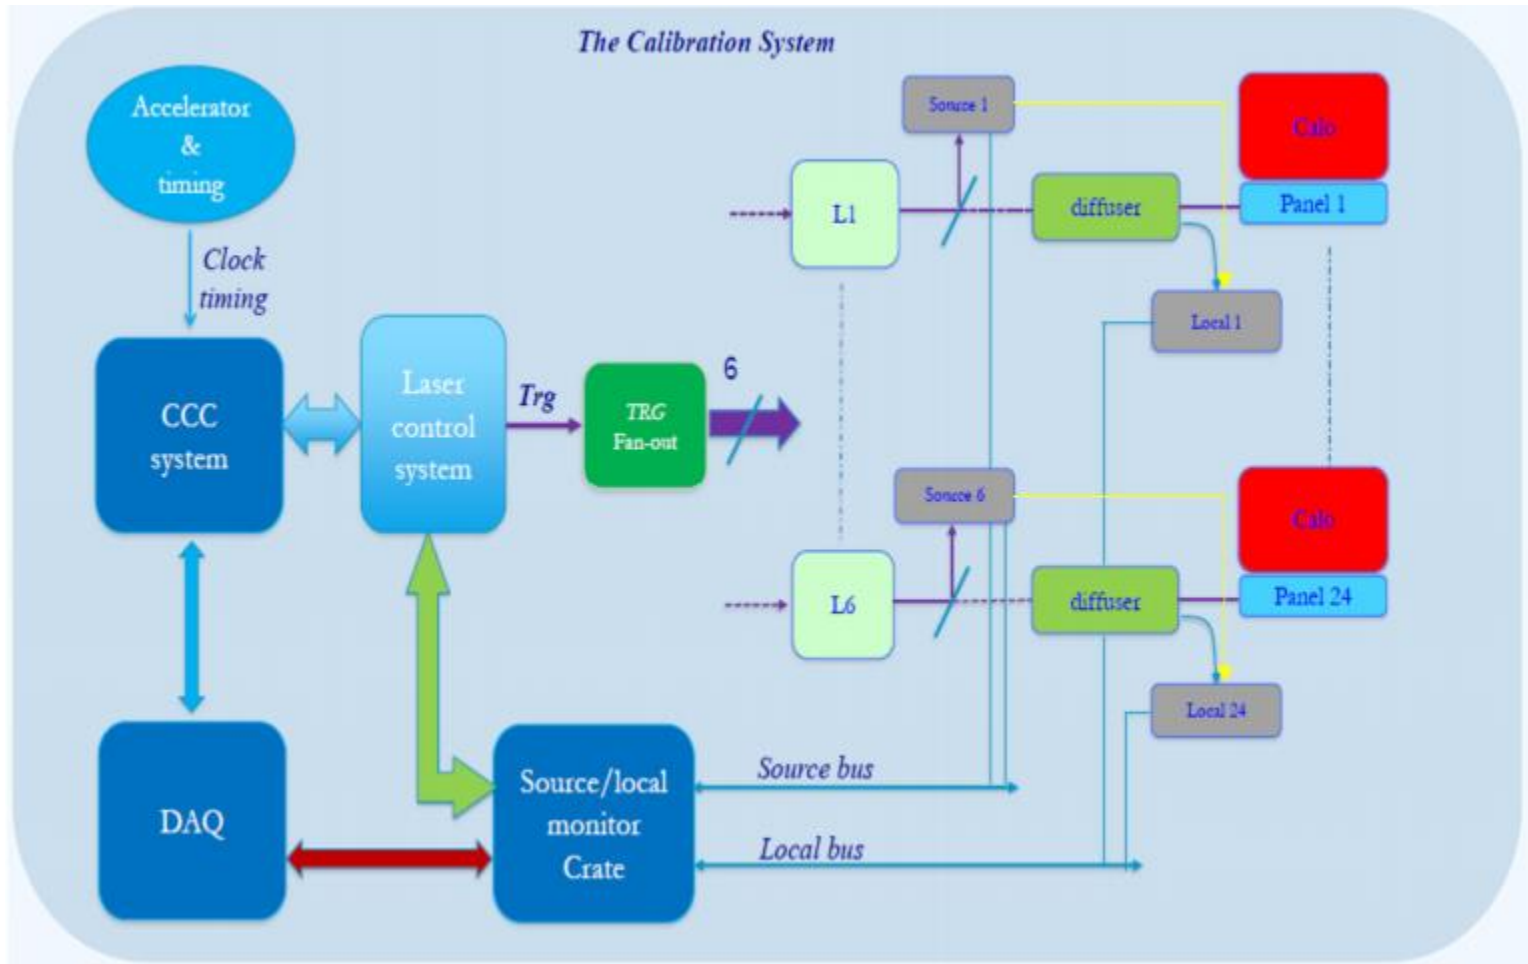 The Calibration System
Accelerator
&
timing
Clock
timing
CCC
system
Laser
control
system
Trg
TRG
Fan-out
6
DAQ
Source/local
monitor
Crate
Source bus
Local bus
Source 1
L1
diffuser
Calo
Panel 1
Local 1
Source 6
L6
diffuser
Calo
Panel 24
Local 24